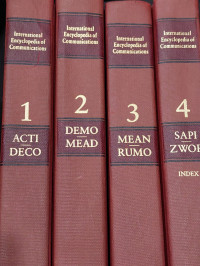 International
Encyclopedia of
Communications
1
ACTI
DECO
International
Encyclopedia of
Communications
2
DEMO
MEAD
International
Encyclopedia of
Communications
3
MEAN
RUMO
International
Encyclopedia of
Communications
4
SAPI
ZWOR
INDEX